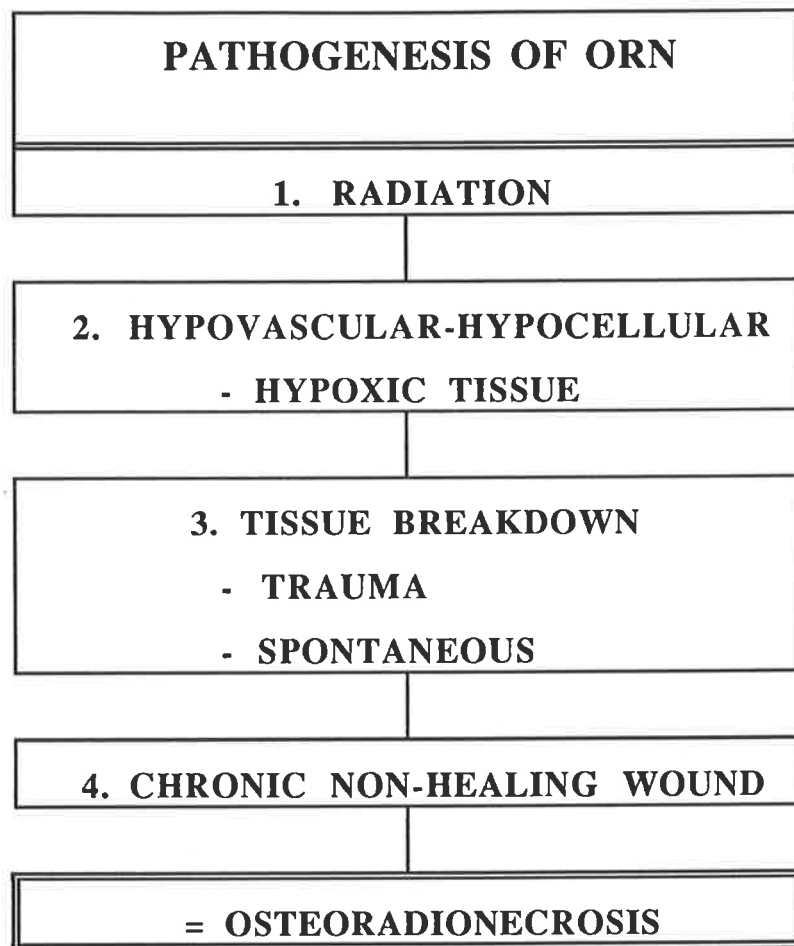 PATHOGENESIS OF ORN
1. RADIATION
2. HYPOVASCULAR-HYPOCELLULAR
- HYPOXIC TISSUE
3. TISSUE BREAKDOWN
- TRAUMA
- SPONTANEOUS
4. CHRONIC NON-HEALING WOUND
= OSTEORADIONECROSIS